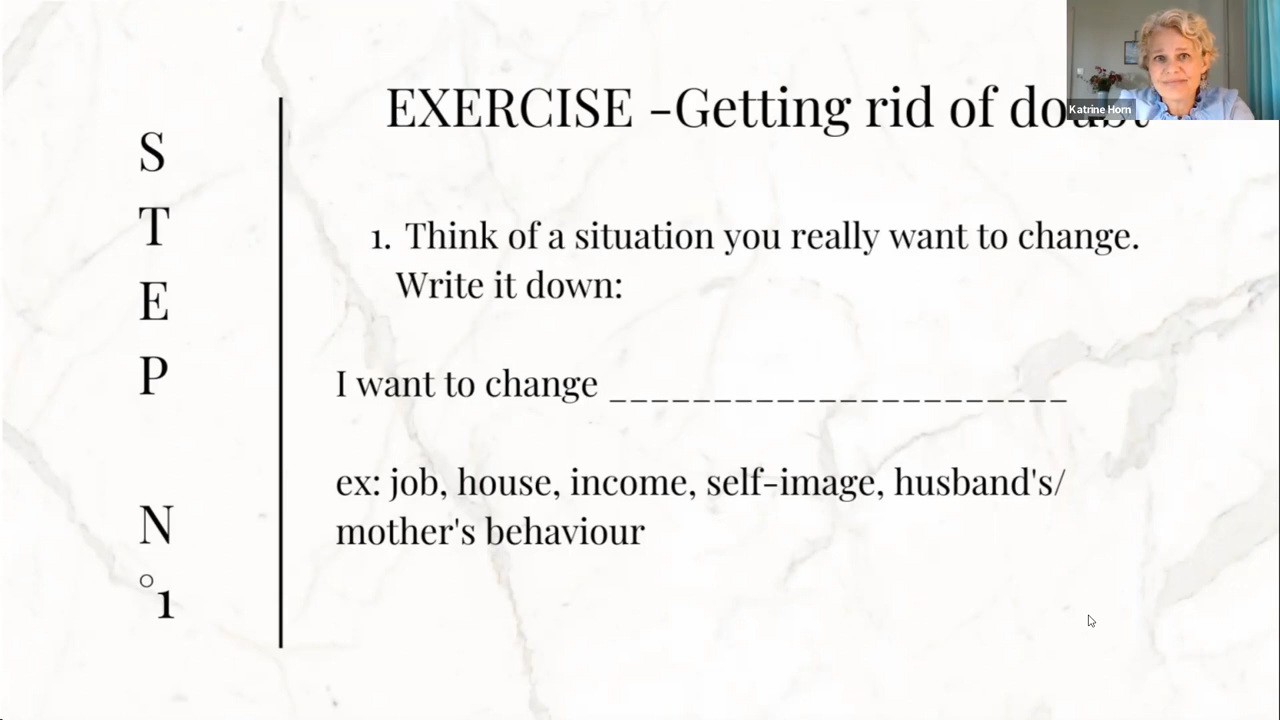 S
T
E
P
N
°1
EXERCISE -Getting rid of
Katrine Horn
1. Think of a situation you really want to change.
Write it down:
I want to change ______________________
ex: job, house, income, self-image, husband's/
mother's behaviour